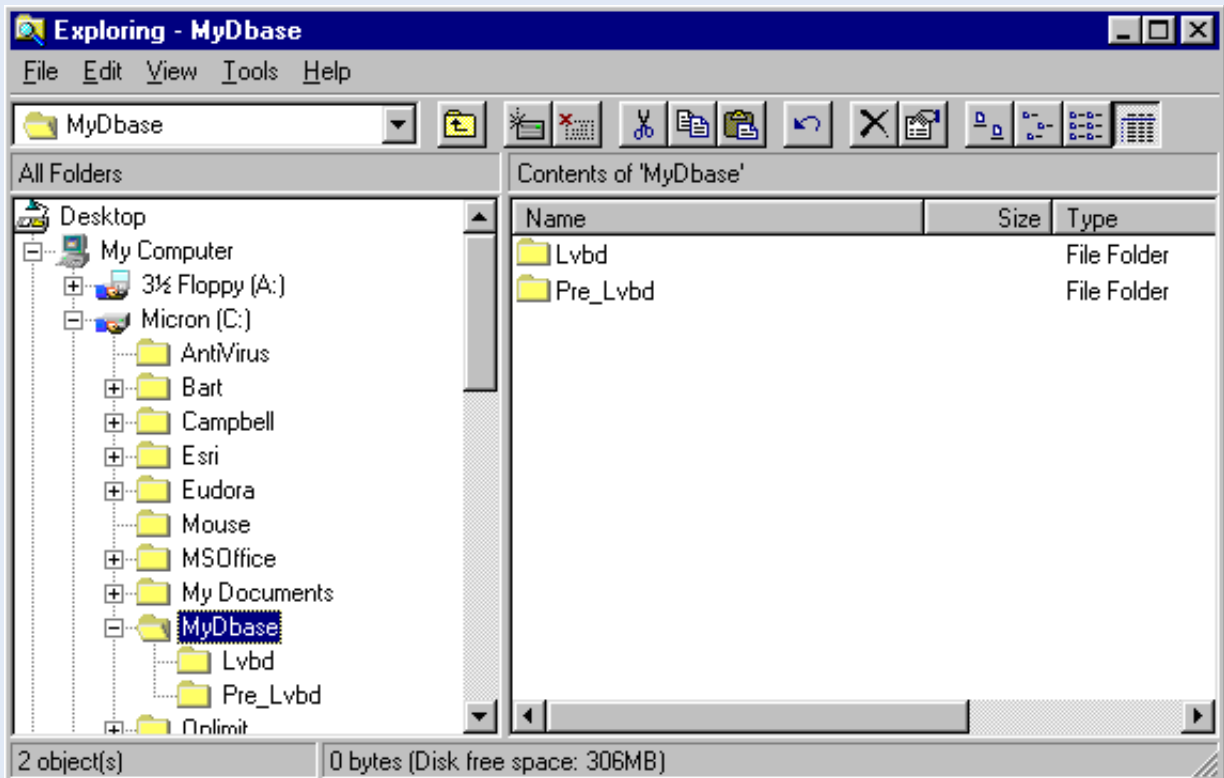 Exploring - MyDbase
File Edit View Tools Help
MyDbase
All Folders
Contents of 'MyDbase'
Desktop
My Computer
3½ Floppy (A:)
Micron (C:)
AntiVirus
Bart
Campbell
Esri
Eudora
Mouse
MSOffice
My Documents
MyDbase
Lvbd
Pre_Lvbd
Name Size Type
Lvbd File Folder
Pre_Lvbd File Folder
2 object(s) 0 bytes (Disk free space: 306MB)